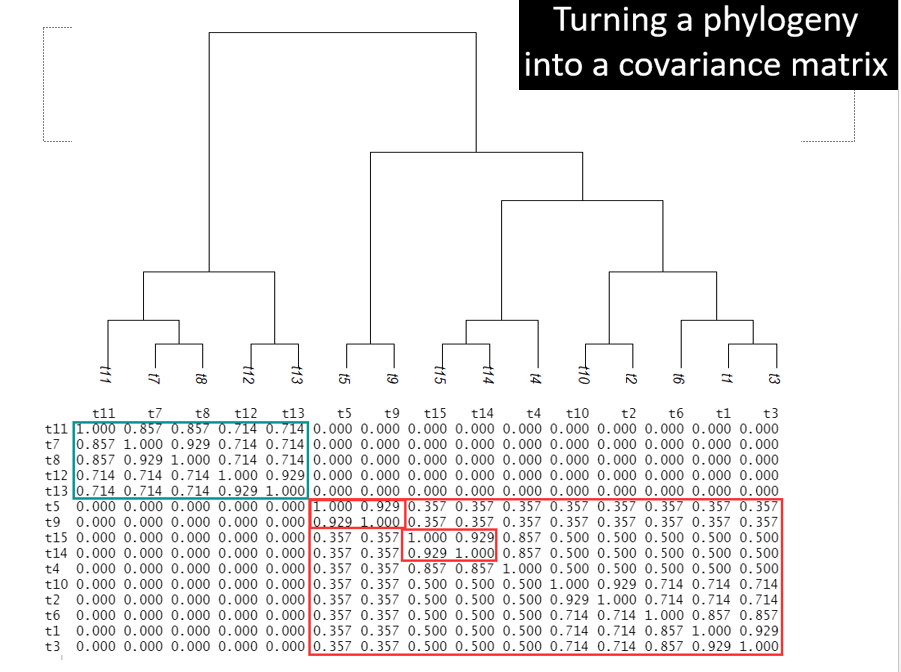 Turning a phylogeny
into a covariance matrix
t11 t7 t8 t12 t13 t5 t9 t15 t14 t4 t10 t2 t6 t1 t3
t11 t7 t8 t12 t13 t5 t9 t15 t14 t4 t10 t2 t6 t1 t3
t11 1.000 0.857 0.857 0.714 0.714 0.000 0.000 0.000 0.000 0.000 0.000 0.000 0.000 0.000 0.000
t7 0.857 1.000 0.929 0.714 0.714 0.000 0.000 0.000 0.000 0.000 0.000 0.000 0.000 0.000 0.000
t8 0.857 0.929 1.000 0.714 0.714 0.000 0.000 0.000 0.000 0.000 0.000 0.000 0.000 0.000 0.000
t12 0.714 0.714 0.714 1.000 0.929 0.000 0.000 0.000 0.000 0.000 0.000 0.000 0.000 0.000 0.000
t13 0.714 0.714 0.714 0.929 1.000 0.000 0.000 0.000 0.000 0.000 0.000 0.000 0.000 0.000 0.000
t5 0.000 0.000 0.000 0.000 0.000 1.000 0.929 0.357 0.357 0.357 0.357 0.357 0.357 0.357 0.357
t9 0.000 0.000 0.000 0.000 0.000 0.929 1.000 0.357 0.357 0.357 0.357 0.357 0.357 0.357 0.357
t15 0.000 0.000 0.000 0.000 0.000 0.357 0.357 1.000 0.929 0.857 0.500 0.500 0.500 0.500 0.500
t14 0.000 0.000 0.000 0.000 0.000 0.357 0.357 0.929 1.000 0.857 0.500 0.500 0.500 0.500 0.500
t4 0.000 0.000 0.000 0.000 0.000 0.357 0.357 0.857 0.857 1.000 0.500 0.500 0.500 0.500 0.500
t10 0.000 0.000 0.000 0.000 0.000 0.357 0.357 0.500 0.500 0.500 1.000 0.929 0.714 0.714 0.714
t2 0.000 0.000 0.000 0.000 0.000 0.357 0.357 0.500 0.500 0.500 0.929 1.000 0.714 0.714 0.714
t6 0.000 0.000 0.000 0.000 0.000 0.357 0.357 0.500 0.500 0.500 0.714 0.714 1.000 0.857 0.857
t1 0.000 0.000 0.000 0.000 0.000 0.357 0.357 0.500 0.500 0.500 0.714 0.714 0.857 1.000 0.929
t3 0.000 0.000 0.000 0.000 0.000 0.357 0.357 0.500 0.500 0.500 0.714 0.714 0.857 0.929 1.000